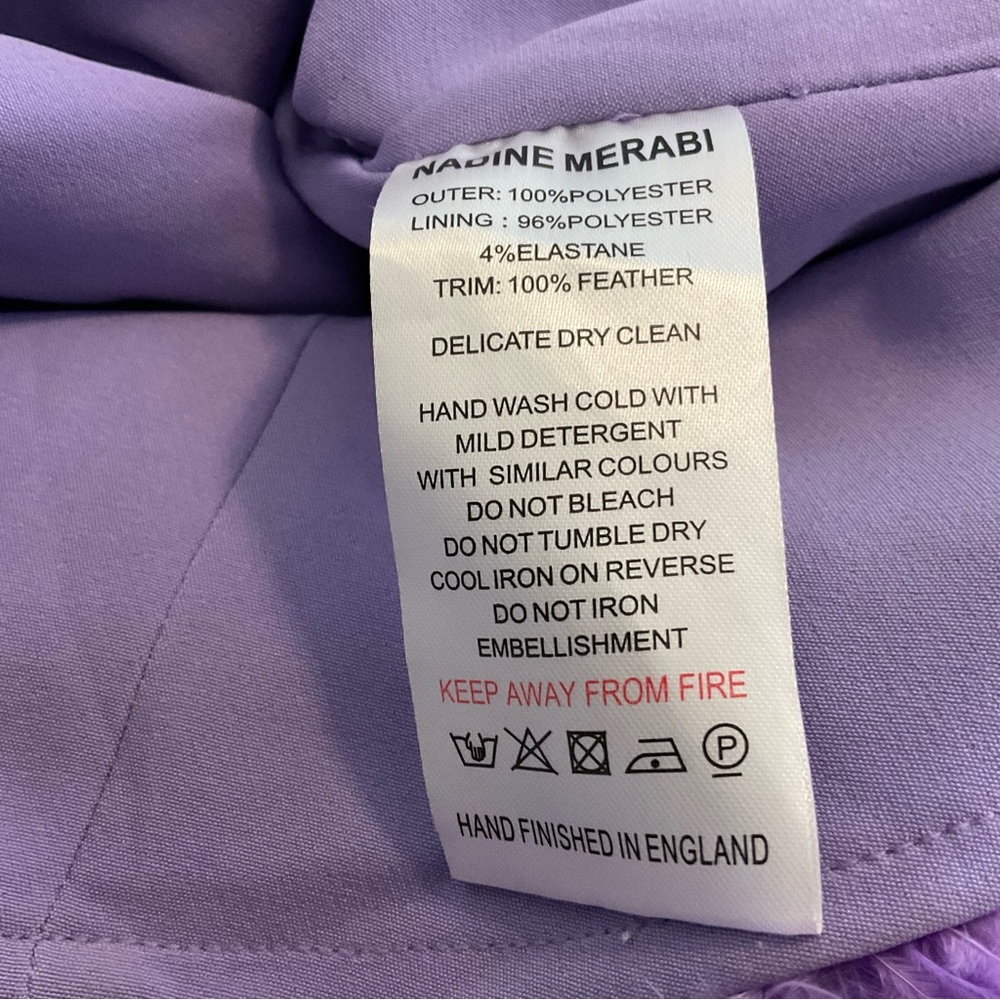 NADINE MERABI
OUTER: 100%POLYESTER
LINING : 96%POLYESTER
4%ELASTANE
TRIM: 100% FEATHER
DELICATE DRY CLEAN
HAND WASH COLD WITH
MILD DETERGENT
WITH SIMILAR COLOURS
DO NOT BLEACH
DO NOT TUMBLE DRY
COOL IRON ON REVERSE
DO NOT IRON
EMBELLISHMENT
KEEP AWAY FROM FIRE
P
HAND FINISHED IN ENGLAND